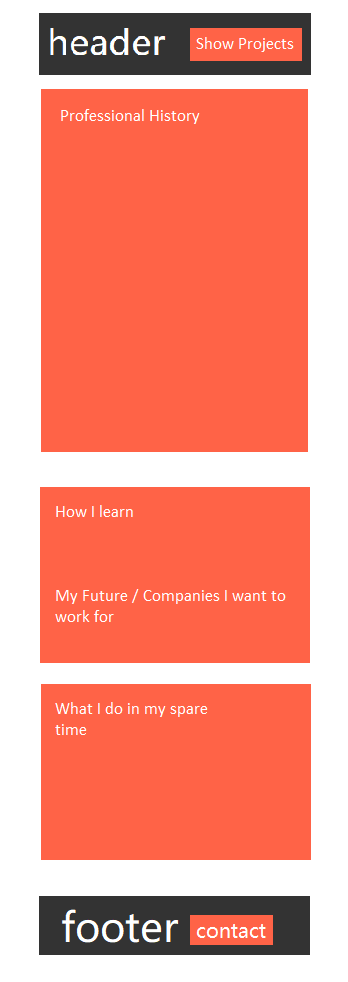 header
Show Projects
Professional History
How I learn
My Future / Companies I want to
work for
What I do in my spare
time
footer
contact